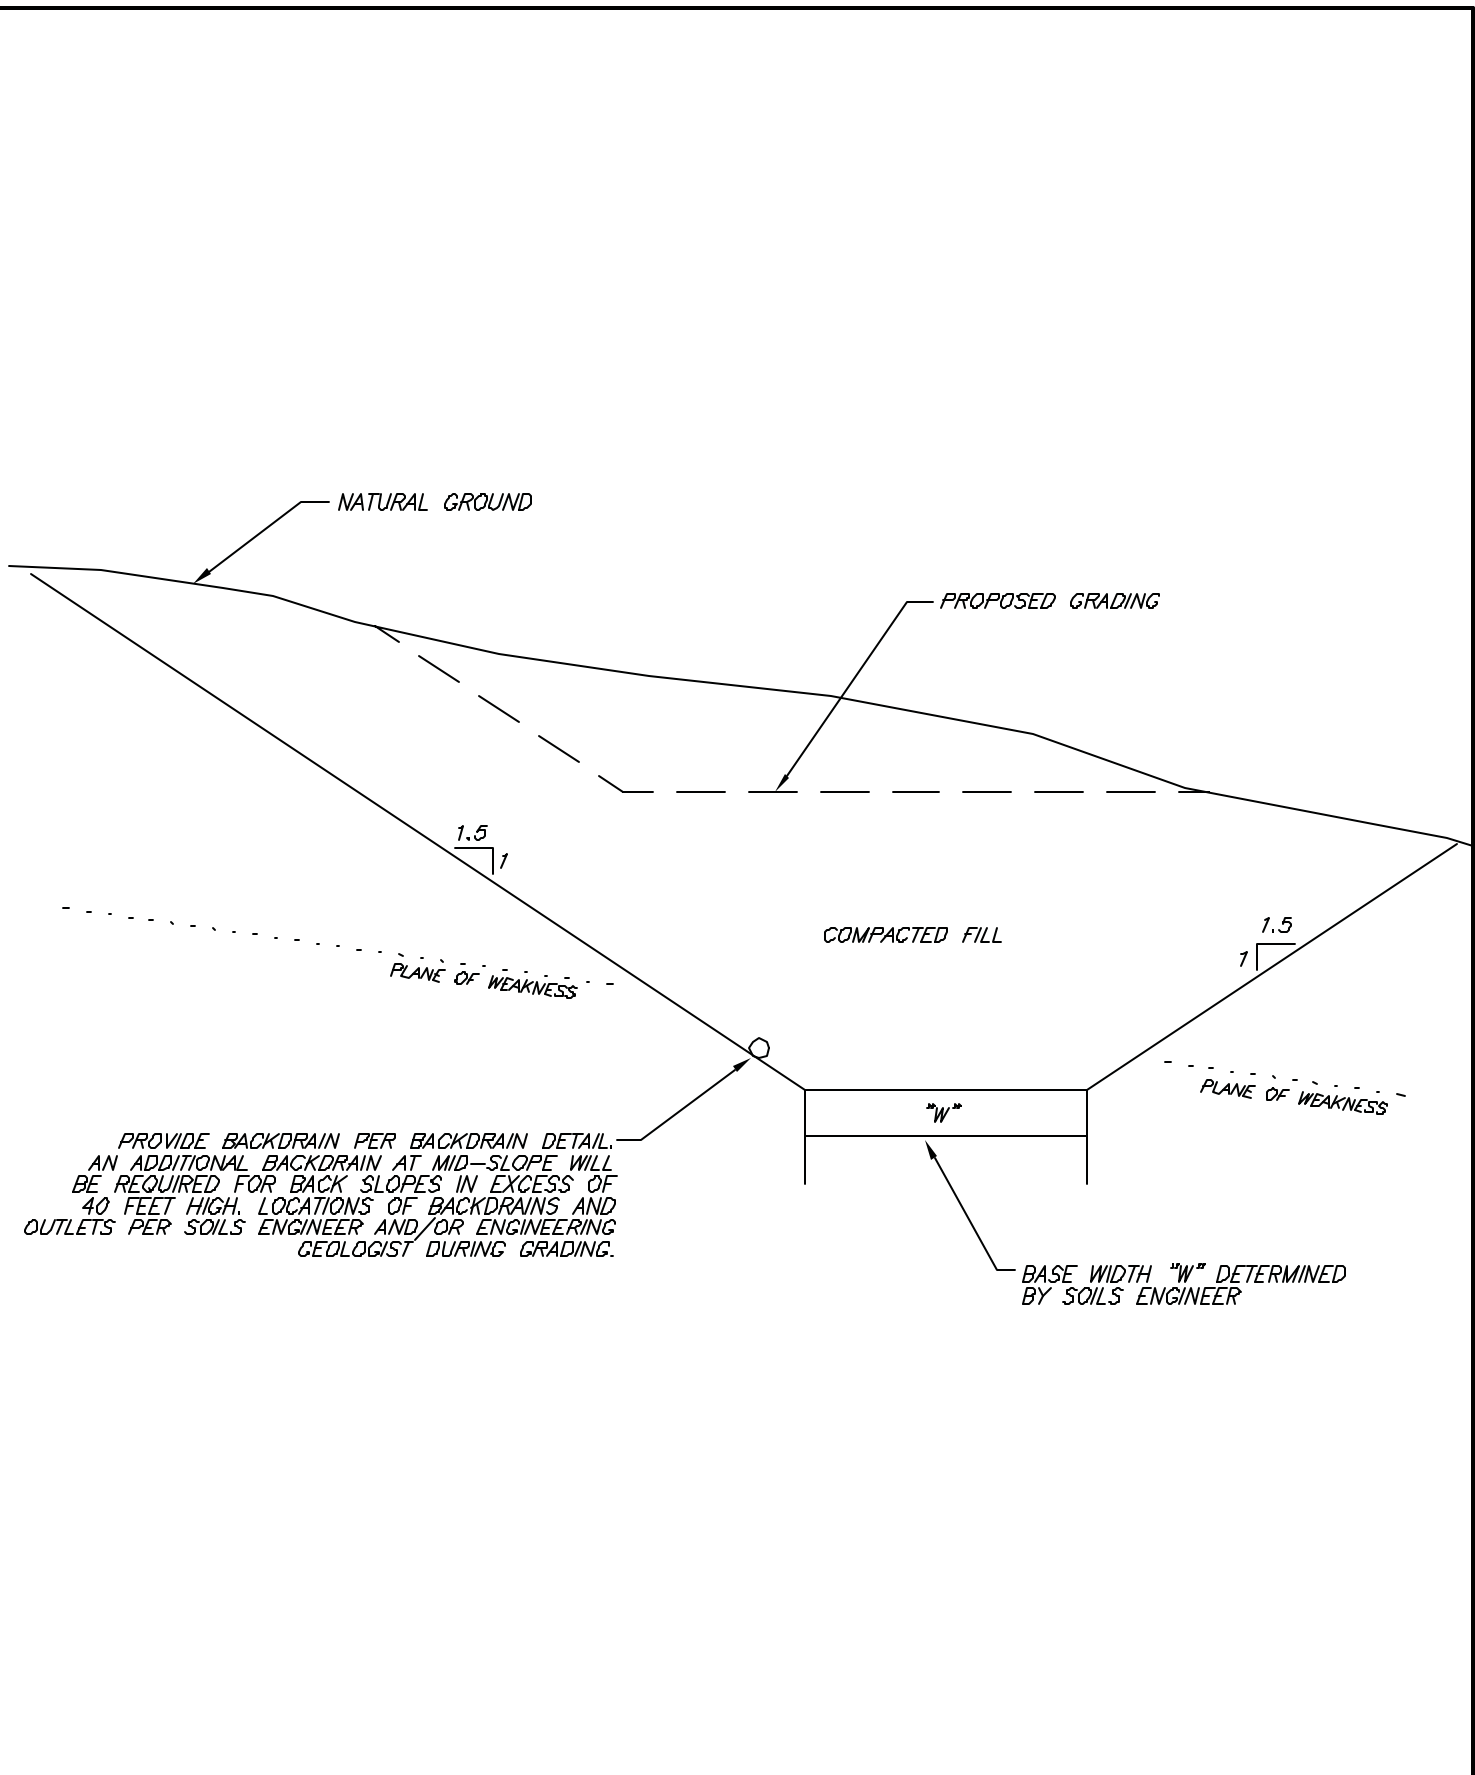 NATURAL GROUND
PROPOSED GRADING
1.5
1
COMPACTED FILL
1.5
1
PLANE OF WEAKNESS
PLANE OF WEAKNESS
"W"
PROVIDE BACKDRAIN PER BACKDRAIN DETAIL.
AN ADDITIONAL BACKDRAIN AT MID-SLOPE WILL
BE REQUIRED FOR BACK SLOPES IN EXCESS OF
40 FEET HIGH. LOCATIONS OF BACKDRAINS AND
OUTLETS PER SOILS ENGINEER AND/OR ENGINEERING
GEOLOGIST DURING GRADING.
BASE WIDTH "W" DETERMINED
BY SOILS ENGINEER